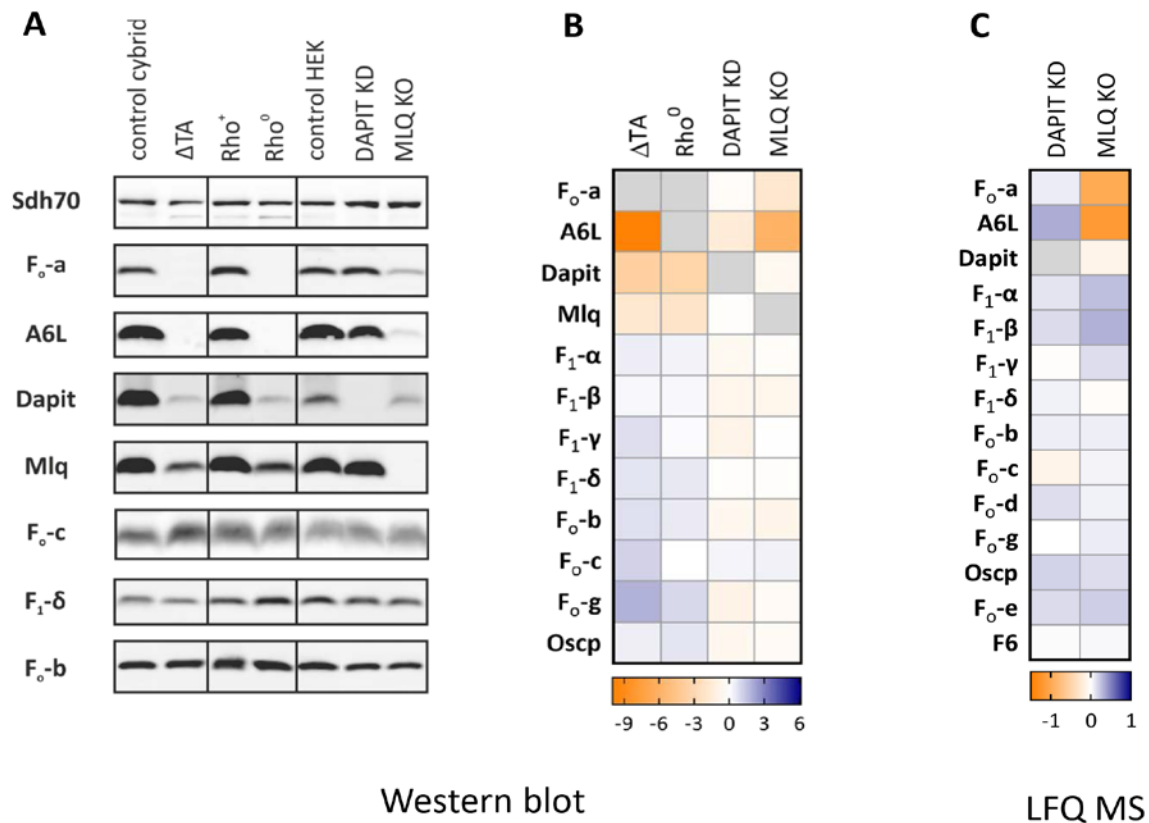 A
control cybrid
ΔTA
Rho⁺
Rho⁰
control HEK
DAPIT KD
MLQ KO
Sdh70
Fₒ-a
A6L
Dapit
Mlq
Fₒ-c
F₁-δ
Fₒ-b
B
ΔTA
Rho⁰
DAPIT KD
MLQ KO
Fₒ-a
A6L
Dapit
Mlq
F₁-α
F₁-β
F₁-γ
F₁-δ
Fₒ-b
Fₒ-c
Fₒ-g
Oscp
-9 -6 -3 0 3 6
Western blot
C
DAPIT KD
MLQ KO
Fₒ-a
A6L
Dapit
F₁-α
F₁-β
F₁-γ
F₁-δ
Fₒ-b
Fₒ-c
Fₒ-d
Fₒ-g
Oscp
Fₒ-e
F6
-1 0 1
LFQ MS